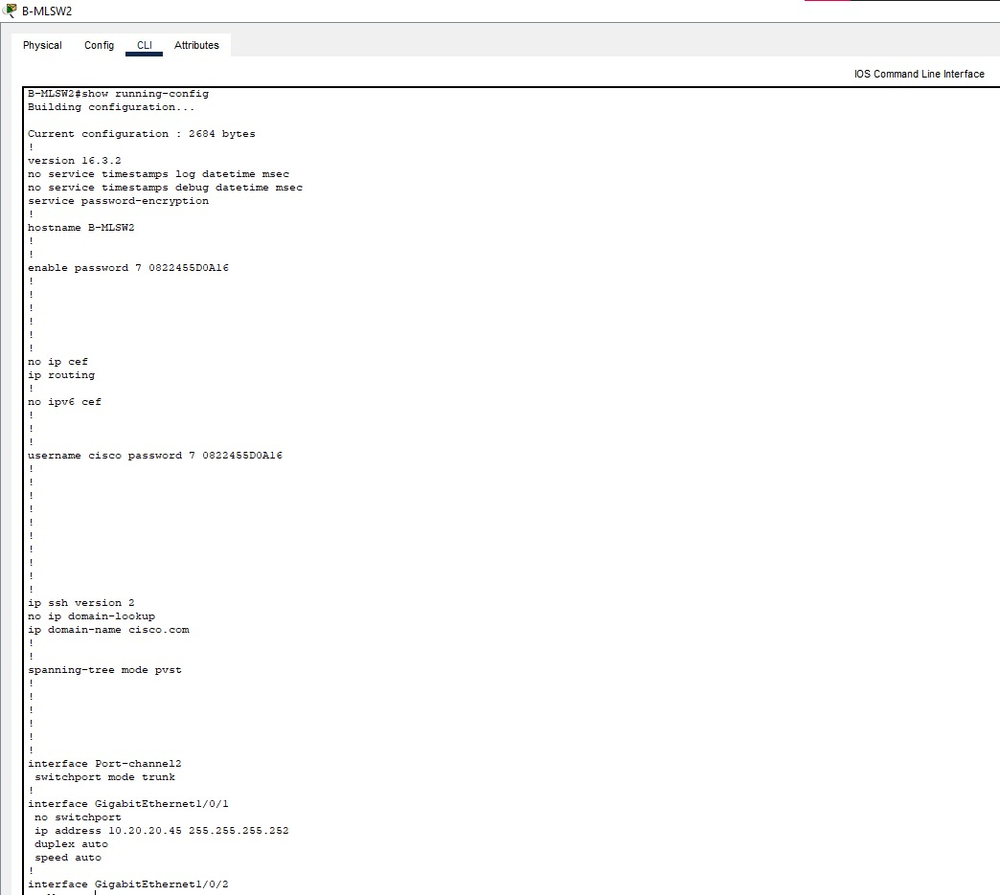 B-MLSW2
Physical Config CLI Attributes
IOS Command Line Interface
B-MLSW2#show running-config
Building configuration...
Current configuration : 2684 bytes
!
version 16.3.2
no service timestamps log datetime msec
no service timestamps debug datetime msec
service password-encryption
!
hostname B-MLSW2
!
!
enable password 7 0822455D0A16
!
!
!
!
!
!
no ip cef
ip routing
!
no ipv6 cef
!
!
!
username cisco password 7 0822455D0A16
!
!
!
!
!
!
!
!
!
!
ip ssh version 2
no ip domain-lookup
ip domain-name cisco.com
!
!
spanning-tree mode pvst
!
!
!
!
!
!
interface Port-channel2
switchport mode trunk
!
interface GigabitEthernet1/0/1
no switchport
ip address 10.20.20.45 255.255.255.252
duplex auto
speed auto
!
interface GigabitEthernet1/0/2